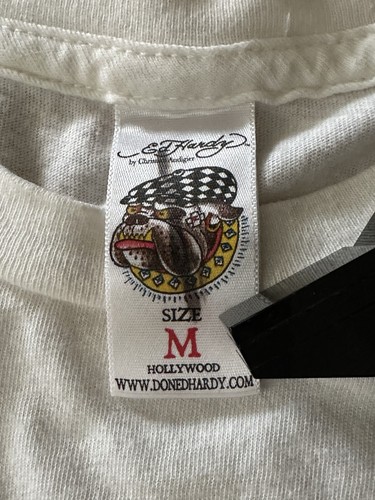 Ed Hardy
by Christian Audigier
SIZE
M
HOLLYWOOD
WWW.DONEDHARDY.COM